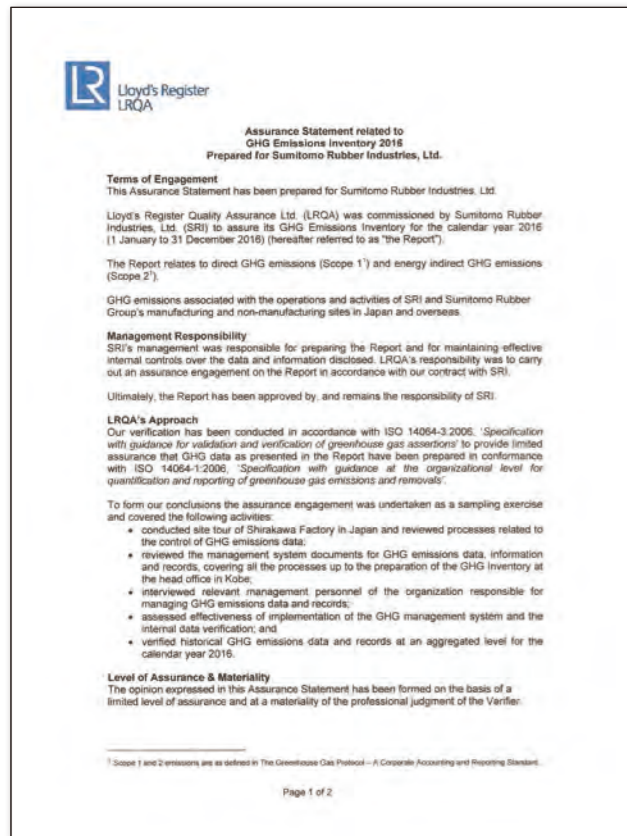 LR
Lloyd's Register
LRQA
Assurance Statement related to
GHG Emissions Inventory 2016
Prepared for Sumitomo Rubber Industries, Ltd.
Terms of Engagement
This Assurance Statement has been prepared for Sumitomo Rubber Industries, Ltd.
Lloyd's Register Quality Assurance Ltd. (LRQA) was commissioned by Sumitomo Rubber
Industries, Ltd. (SRI) to assure its GHG Emissions Inventory for the calendar year 2016
(1 January to 31 December 2016) (hereafter referred to as "the Report").
The Report relates to direct GHG emissions (Scope 1¹) and energy indirect GHG emissions
(Scope 2¹).
GHG emissions associated with the operations and activities of SRI and Sumitomo Rubber
Group's manufacturing and non-manufacturing sites in Japan and overseas.
Management Responsibility
SRI's management was responsible for preparing the Report and for maintaining effective
internal controls over the data and information disclosed. LRQA's responsibility was to carry
out an assurance engagement on the Report in accordance with our contract with SRI.
Ultimately, the Report has been approved by, and remains the responsibility of SRI.
LRQA's Approach
Our verification has been conducted in accordance with ISO 14064-3:2006, 'Specification
with guidance for validation and verification of greenhouse gas assertions' to provide limited
assurance that GHG data as presented in the Report have been prepared in conformance
with ISO 14064-1:2006, 'Specification with guidance at the organizational level for
quantification and reporting of greenhouse gas emissions and removals'.
To form our conclusions the assurance engagement was undertaken as a sampling exercise
and covered the following activities:
• conducted site tour of Shirakawa Factory in Japan and reviewed processes related to
the control of GHG emissions data;
• reviewed the management system documents for GHG emissions data, information
and records, covering all the processes up to the preparation of the GHG Inventory at
the head office in Kobe;
• interviewed relevant management personnel of the organization responsible for
managing GHG emissions data and records;
• assessed effectiveness of implementation of the GHG management system and the
internal data verification; and
• verified historical GHG emissions data and records at an aggregated level for the
calendar year 2016.
Level of Assurance & Materiality
The opinion expressed in this Assurance Statement has been formed on the basis of a
limited level of assurance and at a materiality of the professional judgment of the Verifier.
¹ Scope 1 and 2 emissions are as defined in The Greenhouse Gas Protocol – A Corporate Accounting and Reporting Standard.
Page 1 of 2